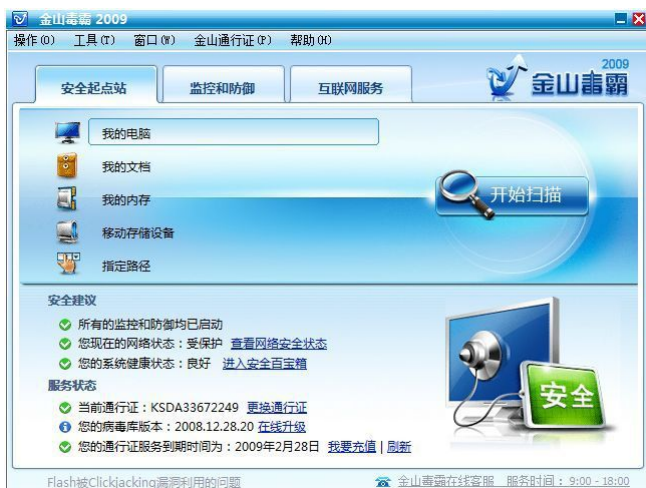 金山毒霸 2009
操作(O) 工具(T) 窗口(W) 金山通行证(P) 帮助(H)
2009
金山毒霸
安全起点站 监控和防御 互联网服务
我的电脑
我的文档
我的内存
移动存储设备
指定路径
开始扫描
安全建议
所有的监控和防御均已启动
您现在的网络状态：受保护 查看网络安全状态
您的系统健康状态：良好 进入安全百宝箱
服务状态
当前通行证：KSDA33672249 更换通行证
您的病毒库版本：2008.12.28.20 在线升级
您的通行证服务到期时间为：2009年2月28日 我要充值 | 刷新
安全
Flash被Clickjacking漏洞利用的问题 金山毒霸在线客服 服务时间：9:00 - 18:00